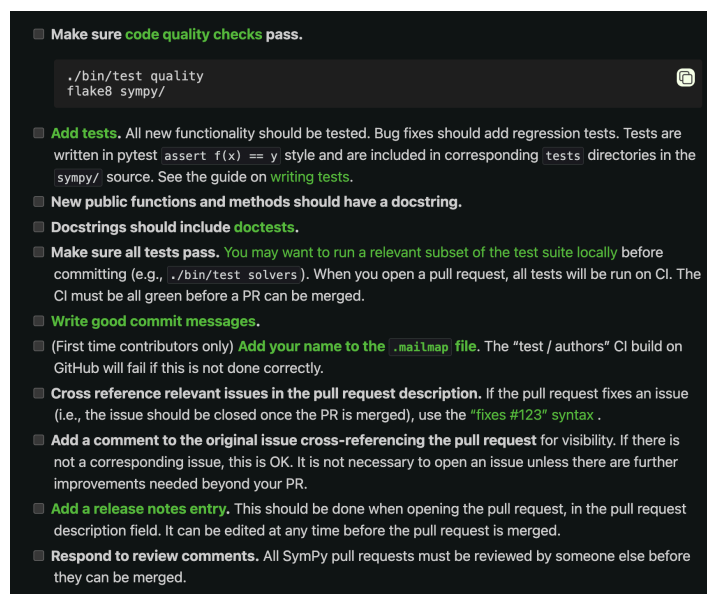 Make sure code quality checks pass.
./bin/test quality
flake8 sympy/
Add tests. All new functionality should be tested. Bug fixes should add regression tests. Tests are
written in pytest assert f(x) == y style and are included in corresponding tests directories in the
sympy/ source. See the guide on writing tests.
New public functions and methods should have a docstring.
Docstrings should include doctests.
Make sure all tests pass. You may want to run a relevant subset of the test suite locally before
committing (e.g., ./bin/test solvers). When you open a pull request, all tests will be run on CI. The
CI must be all green before a PR can be merged.
Write good commit messages.
(First time contributors only) Add your name to the .mailmap file. The “test / authors” CI build on
GitHub will fail if this is not done correctly.
Cross reference relevant issues in the pull request description. If the pull request fixes an issue
(i.e., the issue should be closed once the PR is merged), use the “fixes #123” syntax .
Add a comment to the original issue cross-referencing the pull request for visibility. If there is
not a corresponding issue, this is OK. It is not necessary to open an issue unless there are further
improvements needed beyond your PR.
Add a release notes entry. This should be done when opening the pull request, in the pull request
description field. It can be edited at any time before the pull request is merged.
Respond to review comments. All SymPy pull requests must be reviewed by someone else before
they can be merged.